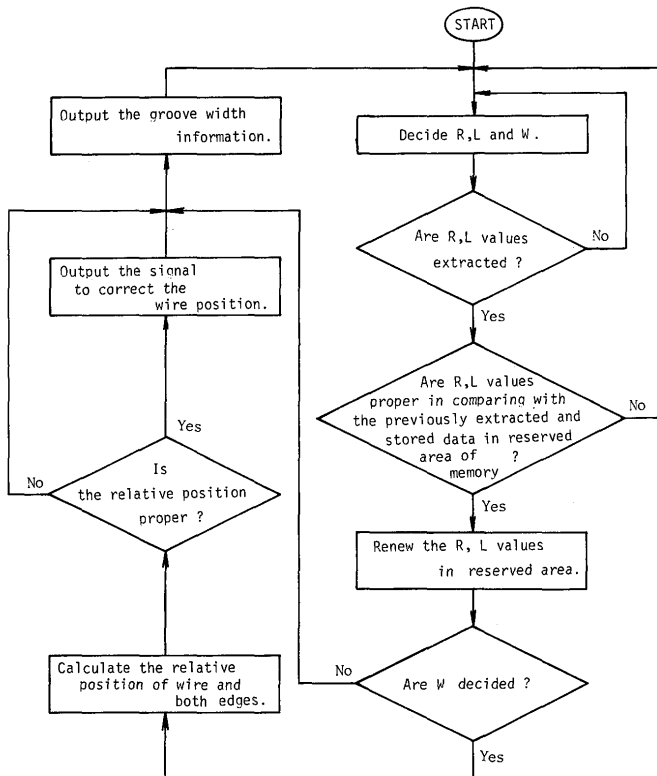 START
Output the groove width
information.
Decide R,L and W.
Are R,L values
extracted ?
No
Yes
Output the signal
to correct the
wire position.
Are R,L values
proper in comparing with
the previously extracted and
stored data in reserved
area of ?
memory
No
Yes
Yes
Is
the relative position
proper ?
No
Renew the R, L values
in reserved area.
Calculate the relative
position of wire and
both edges.
No
Are W decided ?
Yes